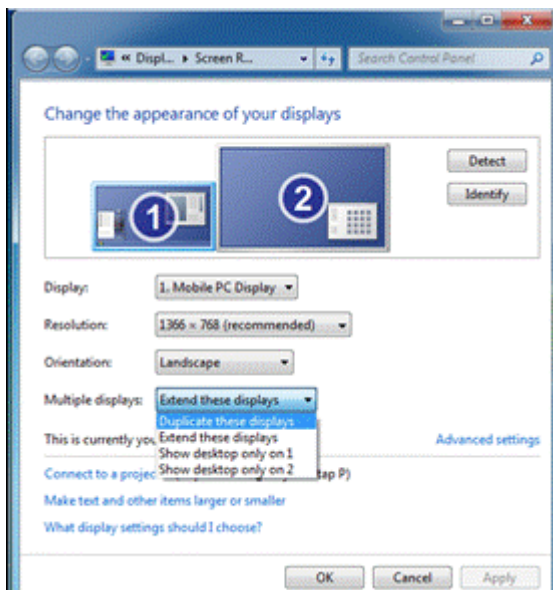 « Displ... ▸ Screen R...
Search Control Panel
Change the appearance of your displays
1
2
Detect
Identify
Display:
1. Mobile PC Display
Resolution:
1366 × 768 (recommended)
Orientation:
Landscape
Multiple displays:
Extend these displays
Duplicate these displays
Extend these displays
Show desktop only on 1
Show desktop only on 2
This is currently you
Advanced settings
Connect to a projec
tap P)
Make text and other items larger or smaller
What display settings should I choose?
OK
Cancel
Apply